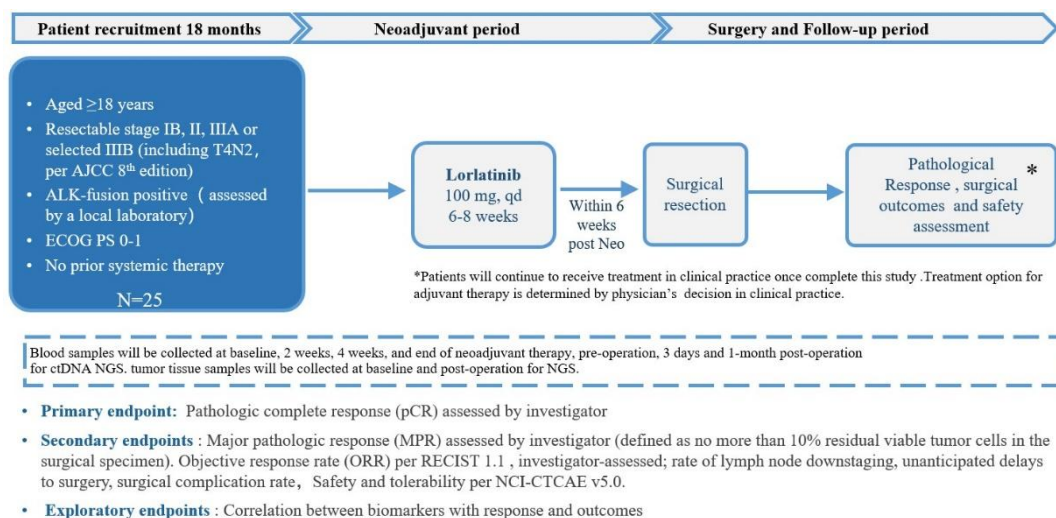 Patient recruitment 18 months
Neoadjuvant period
Surgery and Follow-up period
• Aged ≥18 years
• Resectable stage IB, II, IIIA or
selected IIIB (including T4N2,
per AJCC 8th edition)
• ALK-fusion positive ( assessed
by a local laboratory)
• ECOG PS 0-1
• No prior systemic therapy
N=25
Lorlatinib
100 mg, qd
6-8 weeks
Within 6
weeks
post Neo
Surgical
resection
Pathological
Response , surgical
outcomes and safety
assessment
*
*Patients will continue to receive treatment in clinical practice once complete this study .Treatment option for
adjuvant therapy is determined by physician's decision in clinical practice.
Blood samples will be collected at baseline, 2 weeks, 4 weeks, and end of neoadjuvant therapy, pre-operation, 3 days and 1-month post-operation
for ctDNA NGS. tumor tissue samples will be collected at baseline and post-operation for NGS.
• Primary endpoint: Pathologic complete response (pCR) assessed by investigator
• Secondary endpoints : Major pathologic response (MPR) assessed by investigator (defined as no more than 10% residual viable tumor cells in the
surgical specimen). Objective response rate (ORR) per RECIST 1.1 , investigator-assessed; rate of lymph node downstaging, unanticipated delays
to surgery, surgical complication rate, Safety and tolerability per NCI-CTCAE v5.0.
• Exploratory endpoints : Correlation between biomarkers with response and outcomes